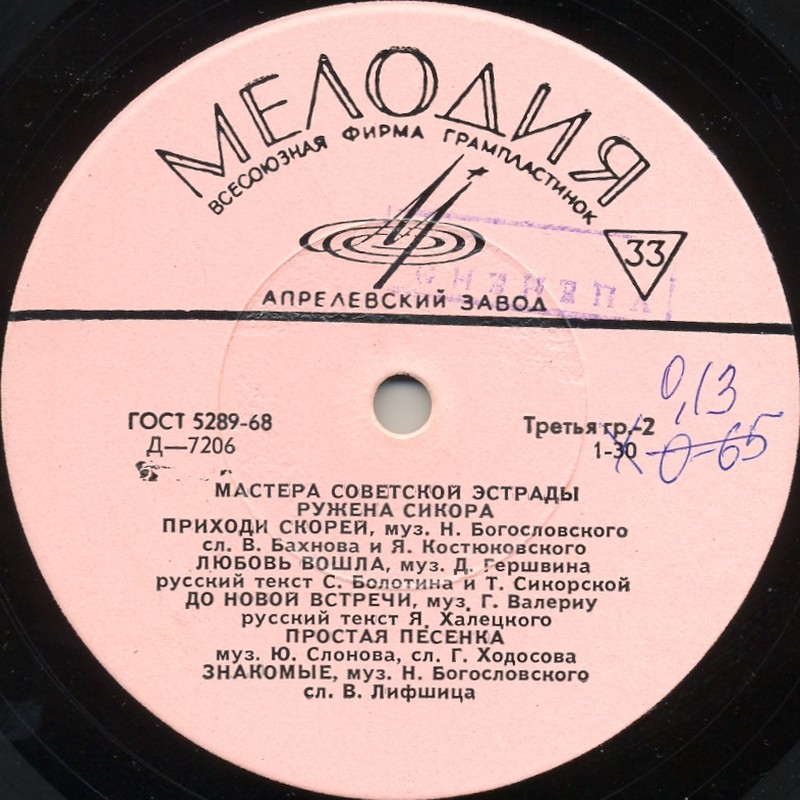 МЕЛОДИЯ
ВСЕСОЮЗНАЯ ФИРМА ГРАМПЛАСТИНОК
33
УЦЕНЕНО
АПРЕЛЕВСКИЙ ЗАВОД
0,13
ГОСТ 5289-68
Третья гр.-2
Д—7206
1-30
0-65
МАСТЕРА СОВЕТСКОЙ ЭСТРАДЫ
РУЖЕНА СИКОРА
ПРИХОДИ СКОРЕЙ, муз. Н. Богословского
сл. В. Бахнова и Я. Костюковского
ЛЮБОВЬ ВОШЛА, муз. Д. Гершвина
русский текст С. Болотина и Т. Сикорской
ДО НОВОЙ ВСТРЕЧИ, муз. Г. Валериу
русский текст Я. Халецкого
ПРОСТАЯ ПЕСЕНКА
муз. Ю. Слонова, сл. Г. Ходосова
ЗНАКОМЫЕ, муз. Н. Богословского
сл. В. Лифшица